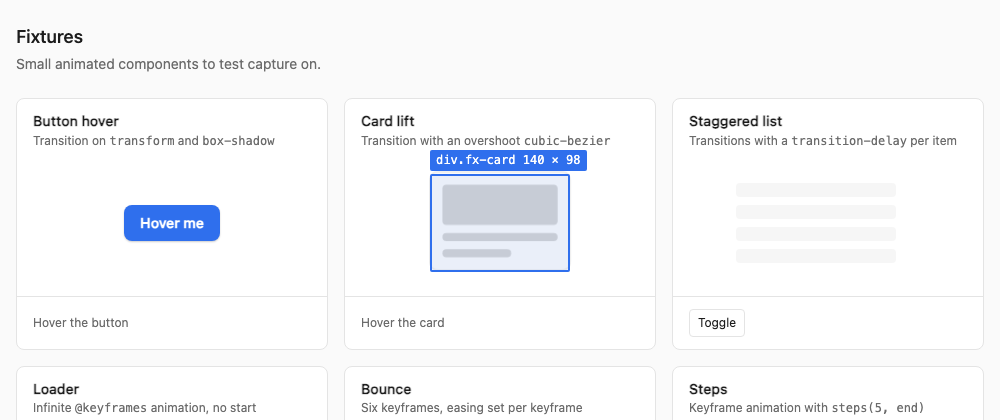 Fixtures
Small animated components to test capture on.
Button hover
Transition on transform and box-shadow
Hover me
Hover the button
Card lift
Transition with an overshoot cubic-bezier
div.fx-card 140 × 98
Hover the card
Staggered list
Transitions with a transition-delay per item
Toggle
Loader
Infinite @keyframes animation, no start
Bounce
Six keyframes, easing set per keyframe
Steps
Keyframe animation with steps(5, end)